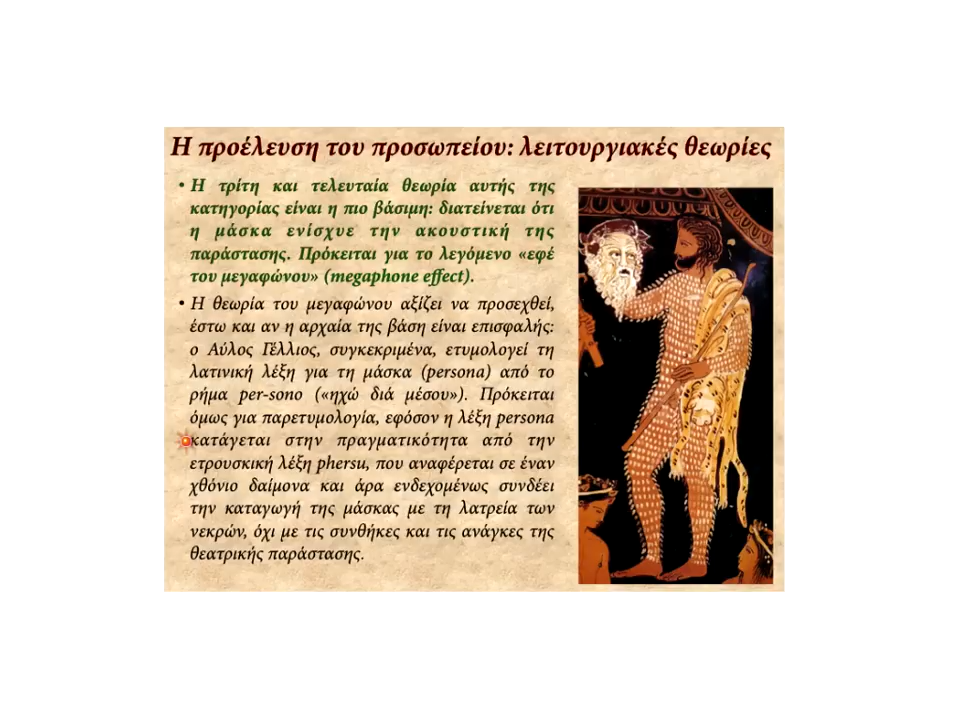 Η προέλευση του προσωπείου: λειτουργιακές θεωρίες
• Η τρίτη και τελευταία θεωρία αυτής της
κατηγορίας είναι η πιο βάσιμη: διατείνεται ότι
η μάσκα ενίσχυε την ακουστική της
παράστασης. Πρόκειται για το λεγόμενο «εφέ
του μεγαφώνου» (megaphone effect).
• Η θεωρία του μεγαφώνου αξίζει να προσεχθεί,
έστω και αν η αρχαία της βάση είναι επισφαλής:
ο Αύλος Γέλλιος, συγκεκριμένα, ετυμολογεί τη
λατινική λέξη για τη μάσκα (persona) από το
ρήμα per-sono («ηχώ διά μέσου»). Πρόκειται
όμως για παρετυμολογία, εφόσον η λέξη persona
κατάγεται στην πραγματικότητα από την
ετρουσκική λέξη phersu, που αναφέρεται σε έναν
χθόνιο δαίμονα και άρα ενδεχομένως συνδέει
την καταγωγή της μάσκας με τη λατρεία των
νεκρών, όχι με τις συνθήκες και τις ανάγκες της
θεατρικής παράστασης.